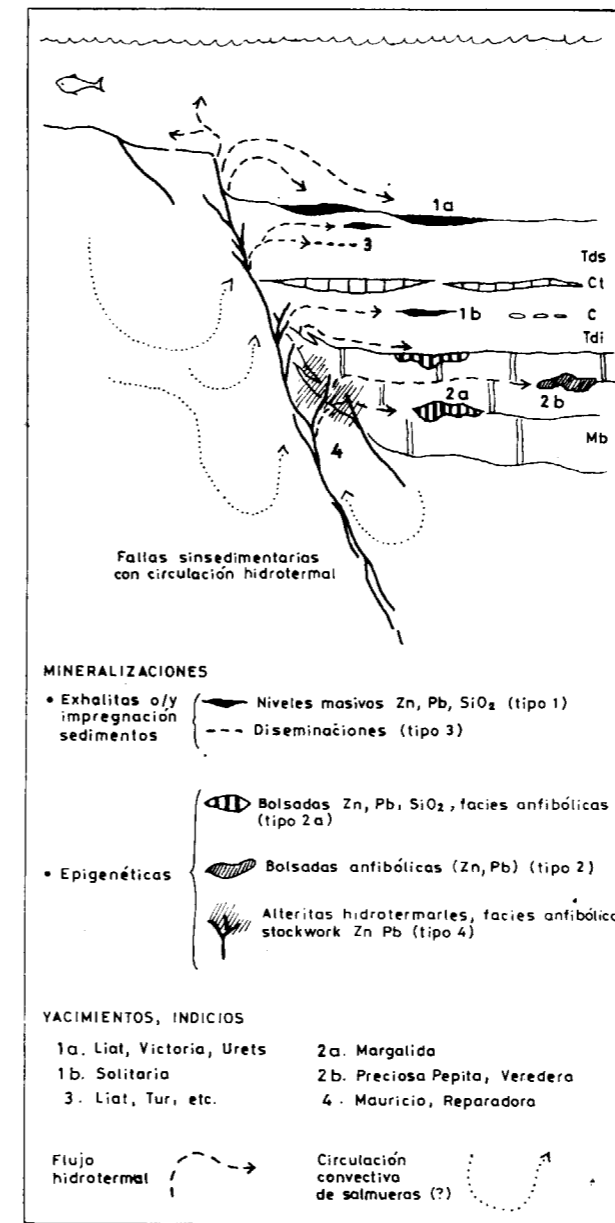 1a
3
Tds
Ct
1b
C
Tdi
2a
2b
Mb
4
Fallas sinsedimentarias
con circulación hidrotermal
MINERALIZACIONES
• Exhalitas o/y
impregnación
sedimentos
Niveles masivos Zn, Pb, SiO₂ (tipo 1)
Diseminaciones (tipo 3)
• Epigenéticas
Bolsadas Zn, Pb, SiO₂, facies anfibólicas
(tipo 2a)
Bolsadas anfibólicas (Zn, Pb) (tipo 2)
Alteritas hidrotermarles, facies anfibólica
stockwork Zn Pb (tipo 4)
YACIMIENTOS, INDICIOS
1a. Liat, Victoria, Urets
1b. Solitaria
3. Liat, Tur, etc.
2a. Margalida
2b. Preciosa Pepita, Veredera
4. Mauricio, Reparadora
Flujo
hidrotermal
Circulación
convectiva
de salmueras (?)